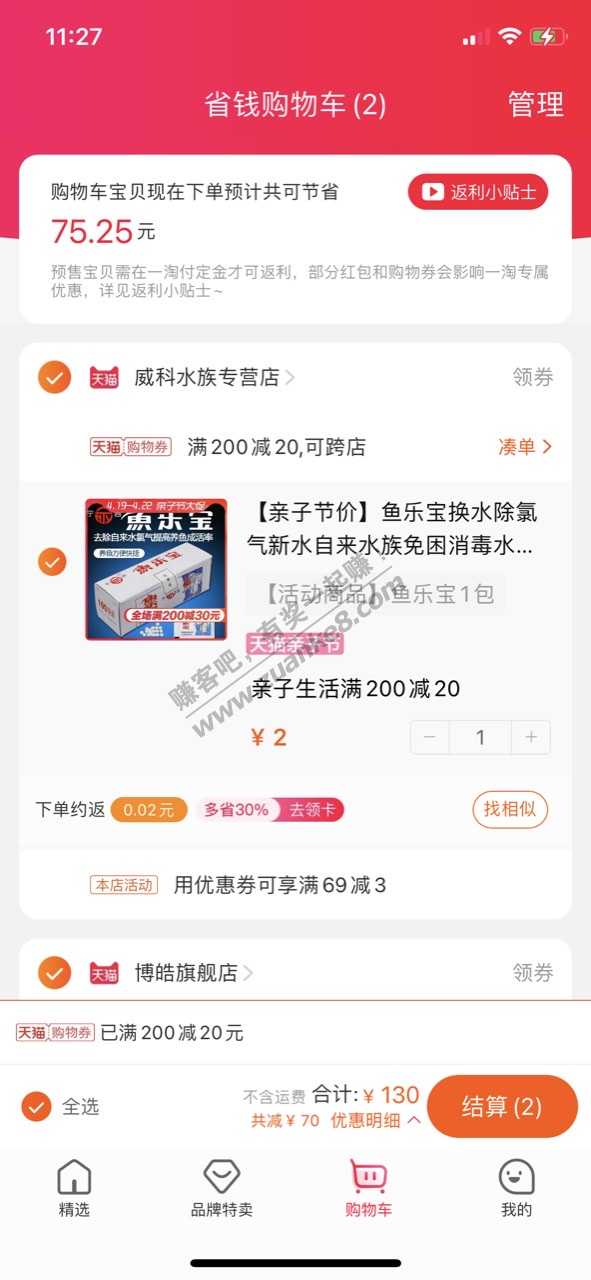 11:27
省钱购物车(2)
管理
购物车宝贝现在下单预计共可节省
返利小贴士
75.25元
预售宝贝需在一淘付定金才可返利，部分红包和购物券会影响一淘专属
优惠，详见返利小贴士~
天猫 威科水族专营店
领券
天猫购物券 满200减20,可跨店
凑单
4.19-4.22 亲子节大促
魚乐宝
去除自来水氯气提高养鱼成活率
养鱼方便快捷
全场满200减30元
【亲子节价】鱼乐宝换水除氯
气新水自来水族免困消毒水...
【活动商品】鱼乐宝1包
天猫亲子节
亲子生活满200减20
¥ 2
1
下单约返 0.02元 多省30% 去领卡
找相似
本店活动 用优惠券可享满69减3
天猫 博皓旗舰店
领券
天猫购物券 已满200减20元
全选
不含运费 合计:¥ 130
共减¥ 70 优惠明细
结算(2)
精选
品牌特卖
购物车
我的
赚客吧，有奖一起赚！
www.zuanke8.com